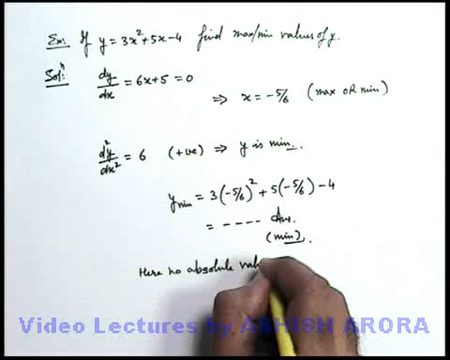 Ex: If y = 3x² + 5x - 4 find max/min values of y.
Solⁿ: dy/dx = 6x + 5 = 0
⇒ x = -5/6 (max OR min)
d²y/dx² = 6 (+ve) ⇒ y is min.
y_min = 3(-5/6)² + 5(-5/6) - 4
= ---- Ans.
(min).
Here no absolute val
Video Lectures by ASHISH ARORA